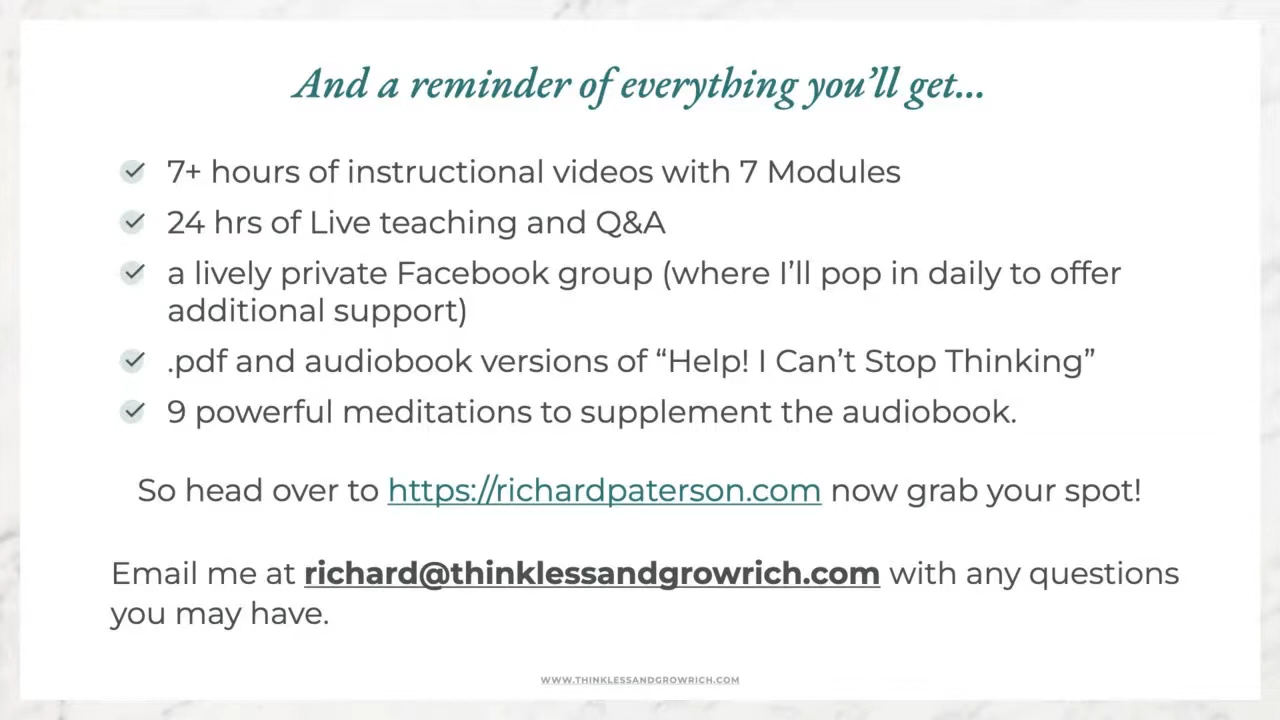 And a reminder of everything you’ll get...
7+ hours of instructional videos with 7 Modules
24 hrs of Live teaching and Q&A
a lively private Facebook group (where I’ll pop in daily to offer
additional support)
.pdf and audiobook versions of “Help! I Can’t Stop Thinking”
9 powerful meditations to supplement the audiobook.
So head over to https://richardpaterson.com now grab your spot!
Email me at richard@thinklessandgrowrich.com with any questions
you may have.
WWW.THINKLESSANDGROWRICH.COM